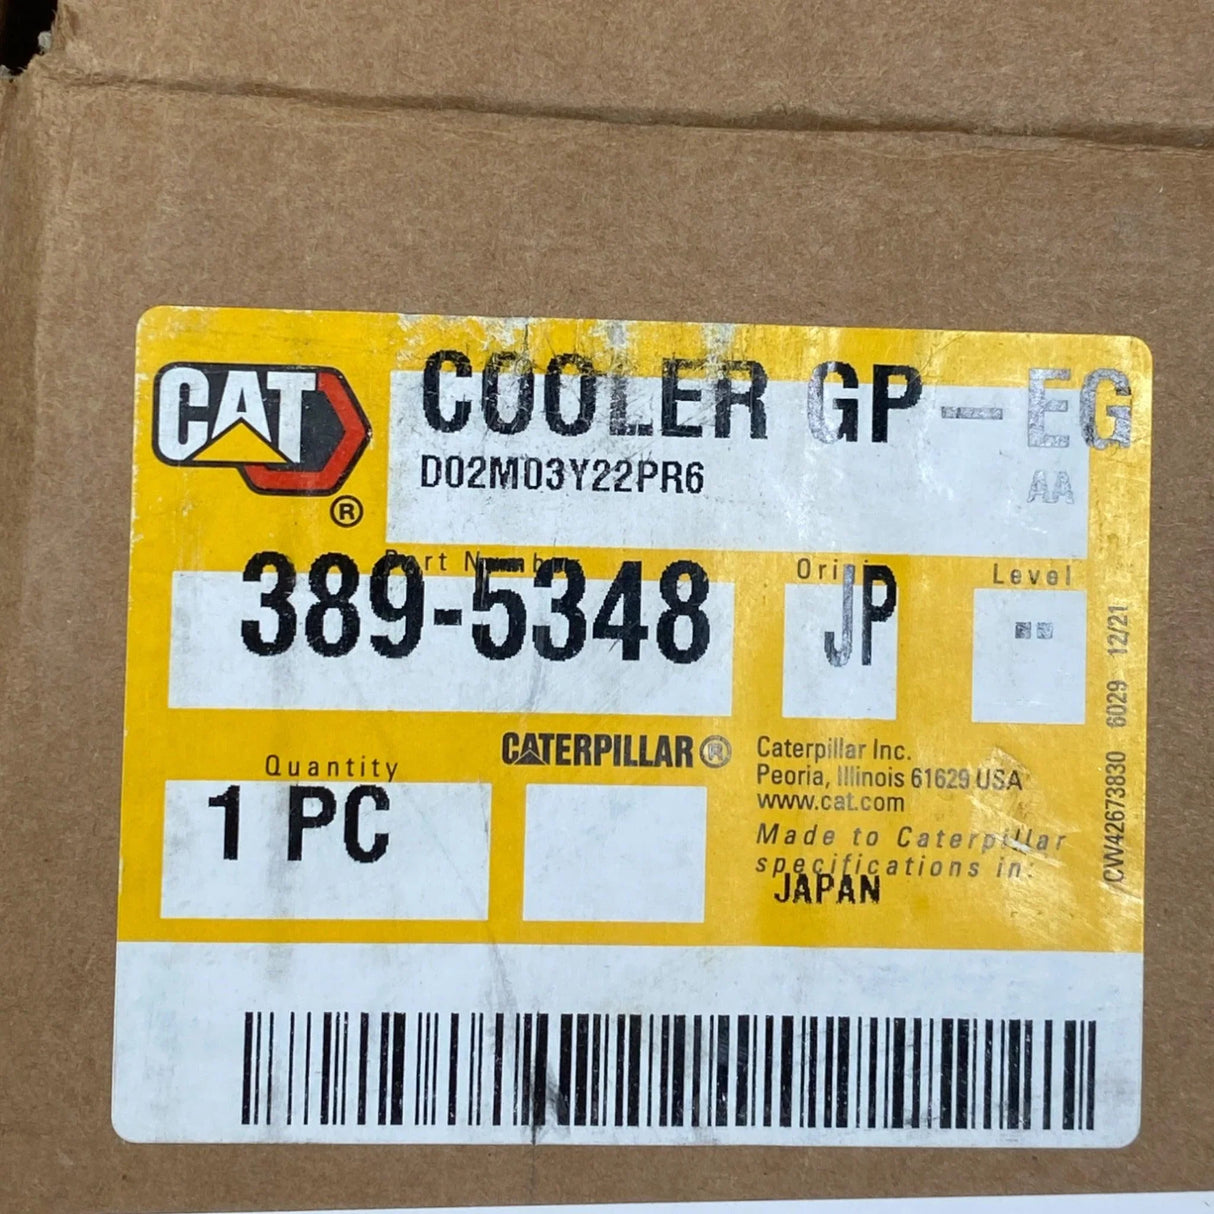 CAT®
COOLER GP-EG
D02M03Y22PR6 AA
Part Number Origin Level
389-5348 JP --
Quantity
1 PC
CATERPILLAR®
Caterpillar Inc.
Peoria, Illinois 61629 USA
www.cat.com
Made to Caterpillar
specifications in:
JAPAN
CW42673830 6029 12/21